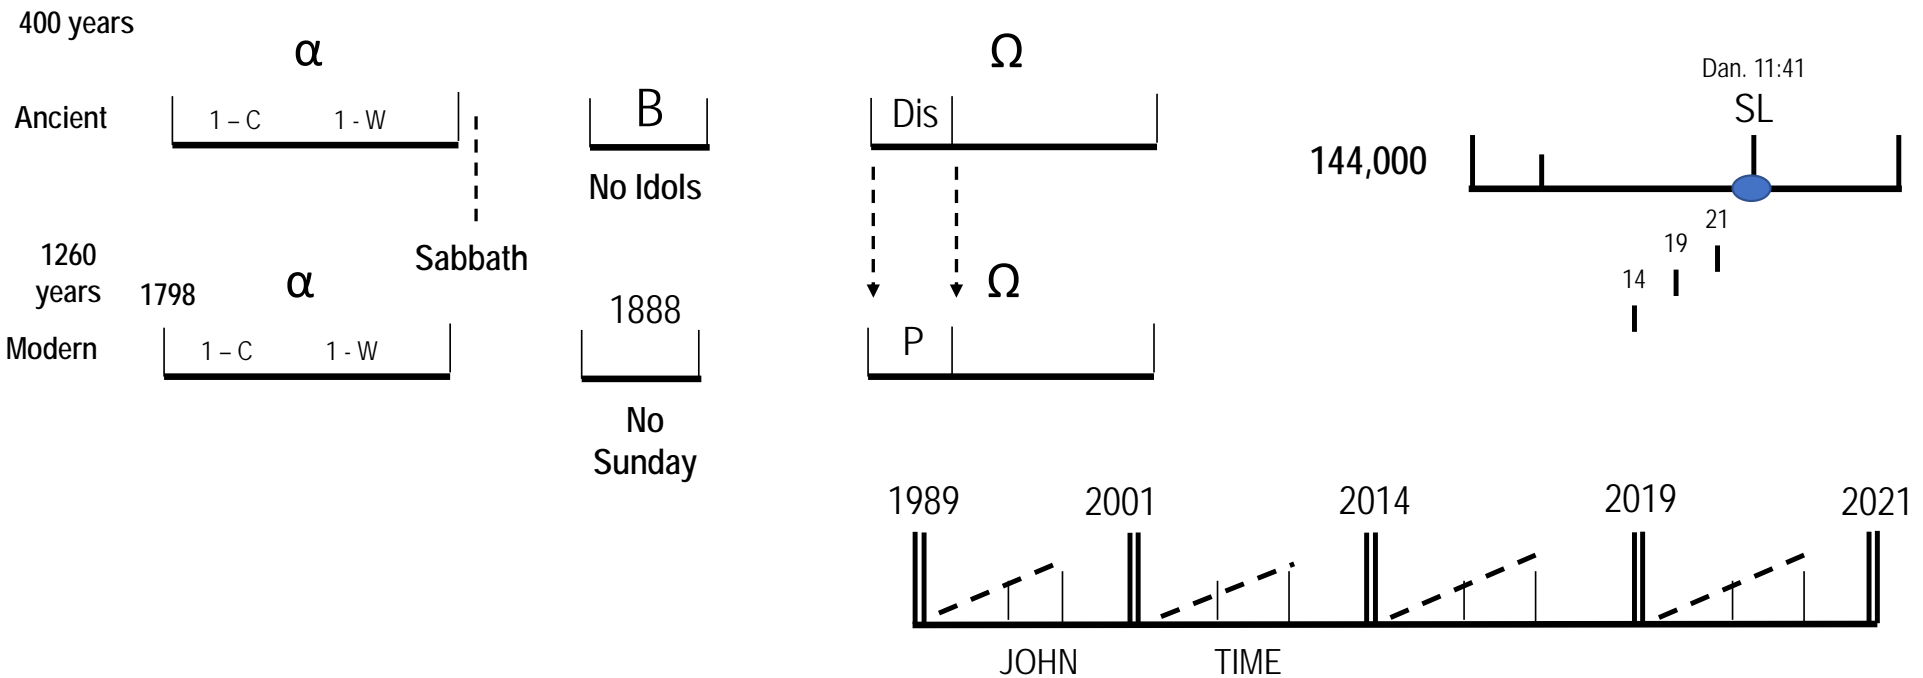 400 years
α
Ω
Dan. 11:41
SL
Ancient
1 – C
1 - W
B
Dis
144,000
No Idols
21
19
14
1260
years
1798
α
Sabbath
Ω
1888
Modern
1 – C
1 - W
P
No
Sunday
1989
2001
2014
2019
2021
JOHN
TIME